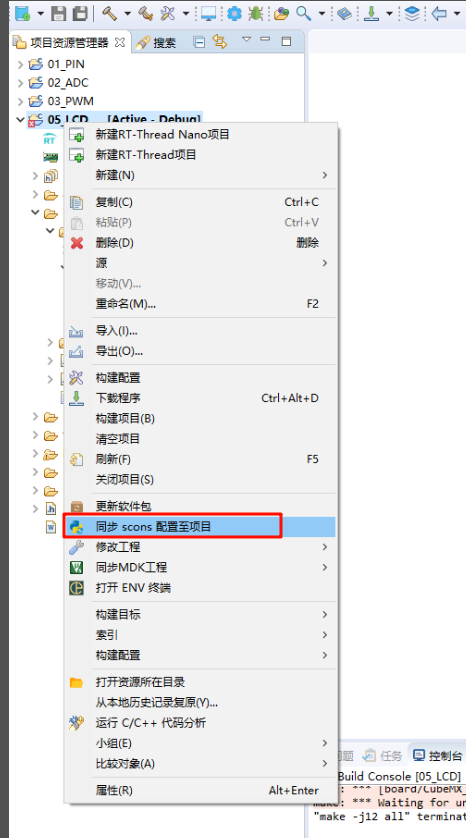 项目资源管理器 搜索
01_PIN
02_ADC
03_PWM
05_LCD [Active - Debug]
RT
新建RT-Thread Nano项目
新建RT-Thread项目
新建(N)
复制(C) Ctrl+C
粘贴(P) Ctrl+V
删除(D) 删除
源
移动(V)...
重命名(M)... F2
导入(I)...
导出(O)...
构建配置
下载程序 Ctrl+Alt+D
构建项目(B)
清空项目
刷新(F) F5
关闭项目(S)
更新软件包
同步 scons 配置至项目
修改工程
同步MDK工程
打开 ENV 终端
构建目标
索引
构建配置
打开资源所在目录
从本地历史记录复原(Y)...
运行 C/C++ 代码分析
小组(E)
比较对象(A)
属性(R) Alt+Enter
任务 控制台
Build Console [05_LCD]
: *** [board/CubeMX_
make: *** Waiting for un
"make -j12 all" terminat